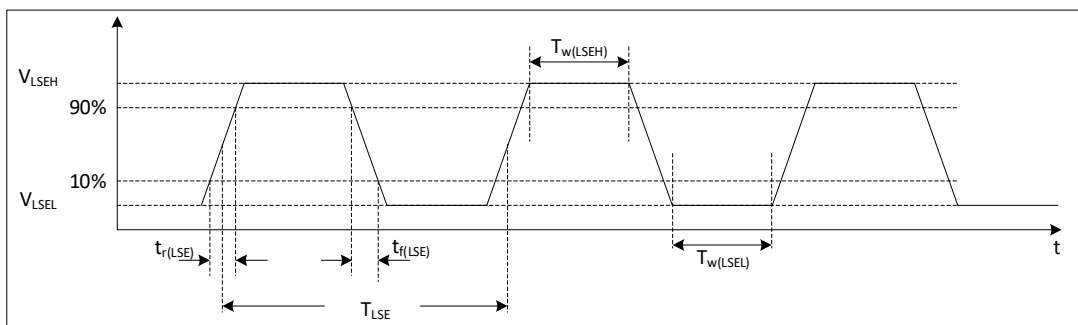 T_w(LSEH)
V_LSEH
90%
10%
V_LSEL
t_r(LSE)
t_f(LSE)
T_w(LSEL)
t
T_LSE